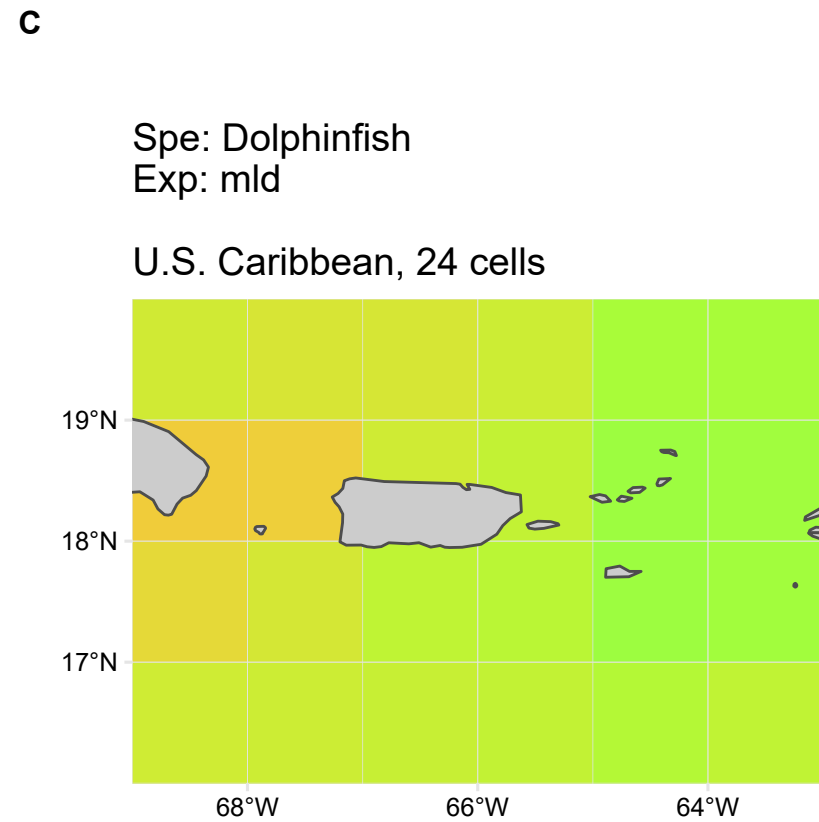 C
Spe: Dolphinfish
Exp: mld
U.S. Caribbean, 24 cells
19°N
18°N
17°N
68°W
66°W
64°W